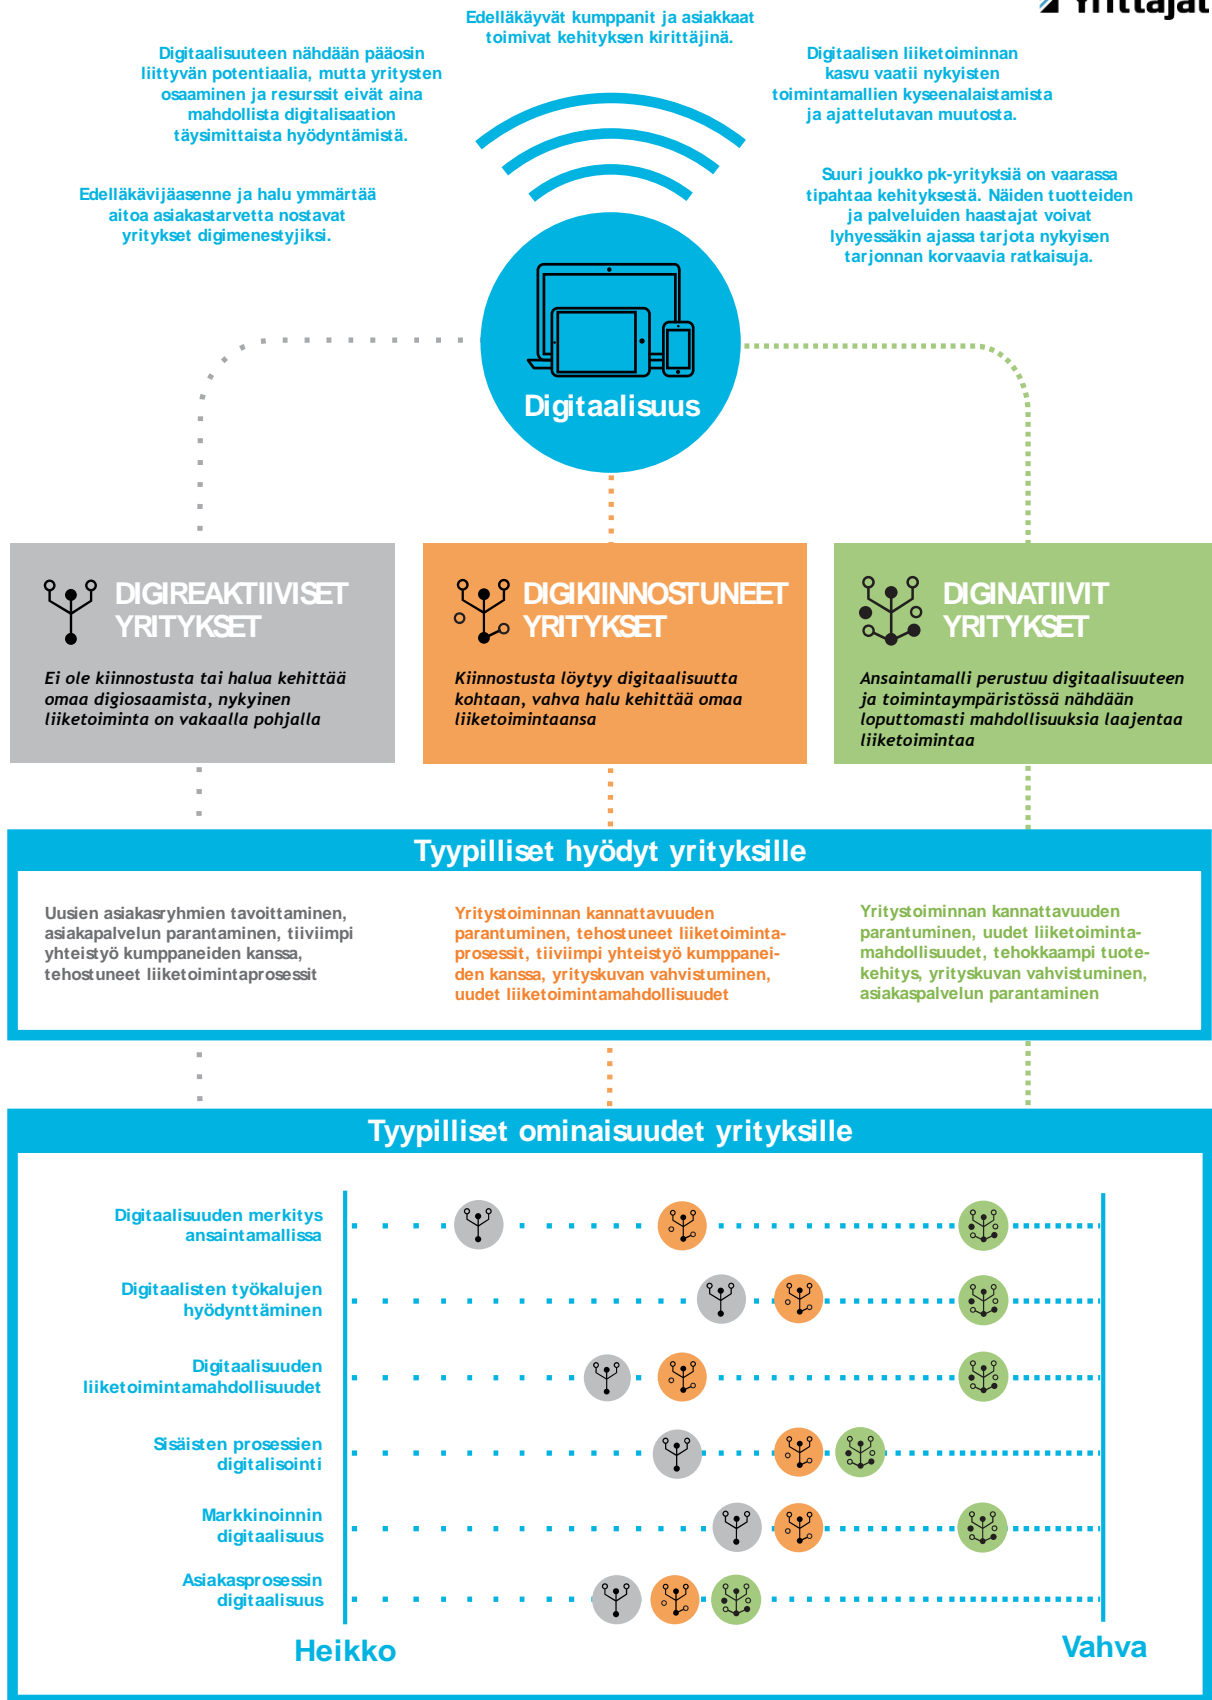 Yrittäjät
Edelläkäyvät kumppanit ja asiakkaat
toimivat kehityksen kirittäjinä.
Digitaalisuuteen nähdään pääosin
liittyvän potentiaalia, mutta yritysten
osaaminen ja resurssit eivät aina
mahdollista digitalisaation
täysimittaista hyödyntämistä.
Digitaalisen liiketoiminnan
kasvu vaatii nykyisten
toimintamallien kyseenalaistamista
ja ajattelutavan muutosta.
Edelläkävijäasenne ja halu ymmärtää
aitoa asiakastarvetta nostavat
yritykset digimenestyjiksi.
Suuri joukko pk-yrityksiä on vaarassa
tipahtaa kehityksestä. Näiden tuotteiden
ja palveluiden haastajat voivat
lyhyessäkin ajassa tarjota nykyisen
tarjonnan korvaavia ratkaisuja.
Digitaalisuus
DIGIREAKTIIVISET
YRITYKSET
Ei ole kiinnostusta tai halua kehittää
omaa digiosaamista, nykyinen
liiketoiminta on vakaalla pohjalla
DIGIKIINNOSTUNEET
YRITYKSET
Kiinnostusta löytyy digitaalisuutta
kohtaan, vahva halu kehittää omaa
liiketoimintaansa
DIGINATIIVIT
YRITYKSET
Ansaintamalli perustuu digitaalisuuteen
ja toimintaympäristössä nähdään
loputtomasti mahdollisuuksia laajentaa
liiketoimintaa
Tyypilliset hyödyt yrityksille
Uusien asiakasryhmien tavoittaminen,
asiakapalvelun parantaminen, tiiviimpi
yhteistyö kumppaneiden kanssa,
tehostuneet liiketoimintaprosessit
Yritystoiminnan kannattavuuden
parantuminen, tehostuneet liiketoiminta-
prosessit, tiiviimpi yhteistyö kumppanei-
den kanssa, yrityskuvan vahvistuminen,
uudet liiketoimintamahdollisuudet
Yritystoiminnan kannattavuuden
parantuminen, uudet liiketoiminta-
mahdollisuudet, tehokkaampi tuote-
kehitys, yrityskuvan vahvistuminen,
asiakaspalvelun parantaminen
Tyypilliset ominaisuudet yrityksille
Digitaalisuuden merkitys
ansaintamallissa
Digitaalisten työkalujen
hyödynttäminen
Digitaalisuuden
liiketoimintamahdollisuudet
Sisäisten prosessien
digitalisointi
Markkinoinnin
digitaalisuus
Asiakasprosessin
digitaalisuus
Heikko
Vahva